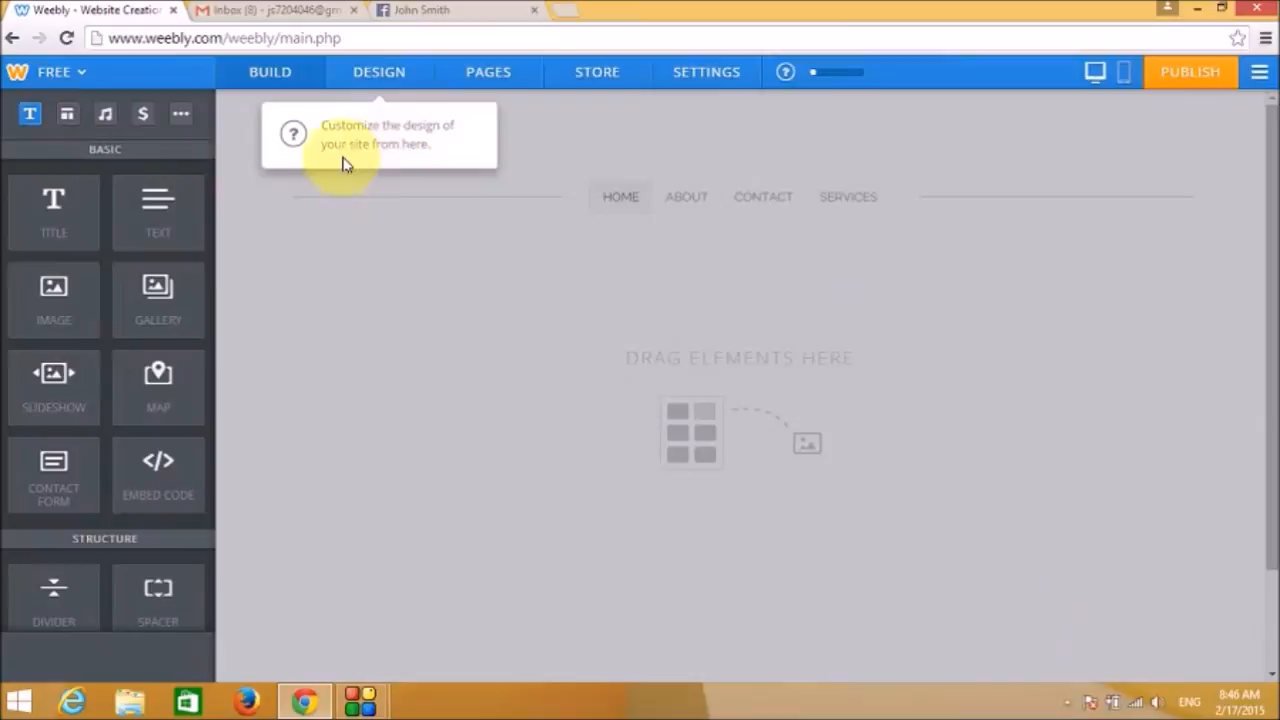 Weebly - Website Creation
Inbox (0) - js7204046@gm
John Smith
www.weebly.com/weebly/main.php
FREE
BUILD
DESIGN
PAGES
STORE
SETTINGS
?
PUBLISH
T
$
BASIC
?
Customize the design of
your site from here.
T
TITLE
TEXT
HOME
ABOUT
CONTACT
SERVICES
IMAGE
GALLERY
DRAG ELEMENTS HERE
SLIDESHOW
MAP
CONTACT
FORM
</>
EMBED CODE
STRUCTURE
DIVIDER
SPACER
ENG
8:46 AM
2/17/2015